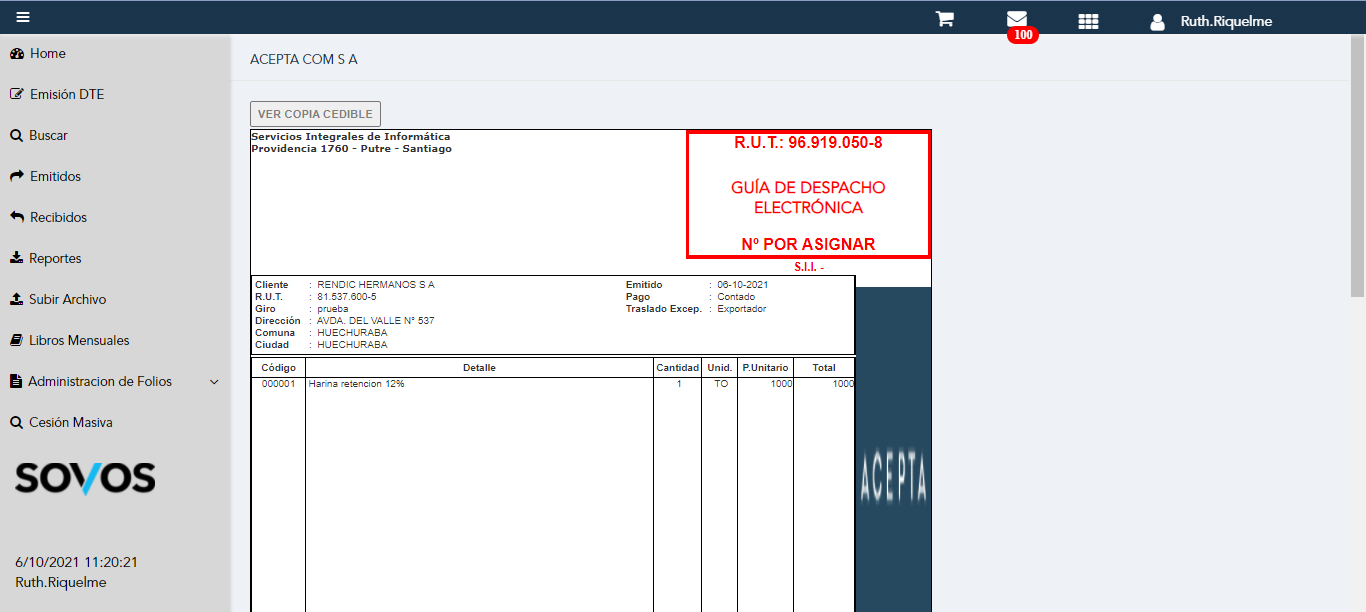 Ruth.Riquelme
100
Home
Emisión DTE
Buscar
Emitidos
Recibidos
Reportes
Subir Archivo
Libros Mensuales
Administracion de Folios
Cesión Masiva
SOVOS
6/10/2021 11:20:21
Ruth.Riquelme
ACEPTA COM S A
VER COPIA CEDIBLE
Servicios Integrales de Informática
Providencia 1760 - Putre - Santiago
R.U.T.: 96.919.050-8
GUÍA DE DESPACHO
ELECTRÓNICA
Nº POR ASIGNAR
S.I.I. -
Cliente : RENDIC HERMANOS S A
R.U.T. : 81.537.600-5
Giro : prueba
Dirección : AVDA. DEL VALLE N° 537
Comuna : HUECHURABA
Ciudad : HUECHURABA
Emitido : 06-10-2021
Pago : Contado
Traslado Excep. : Exportador
Código Detalle Cantidad Unid. P.Unitario Total
000001 Harina retencion 12% 1 TO 1000 1000
ACEPTA